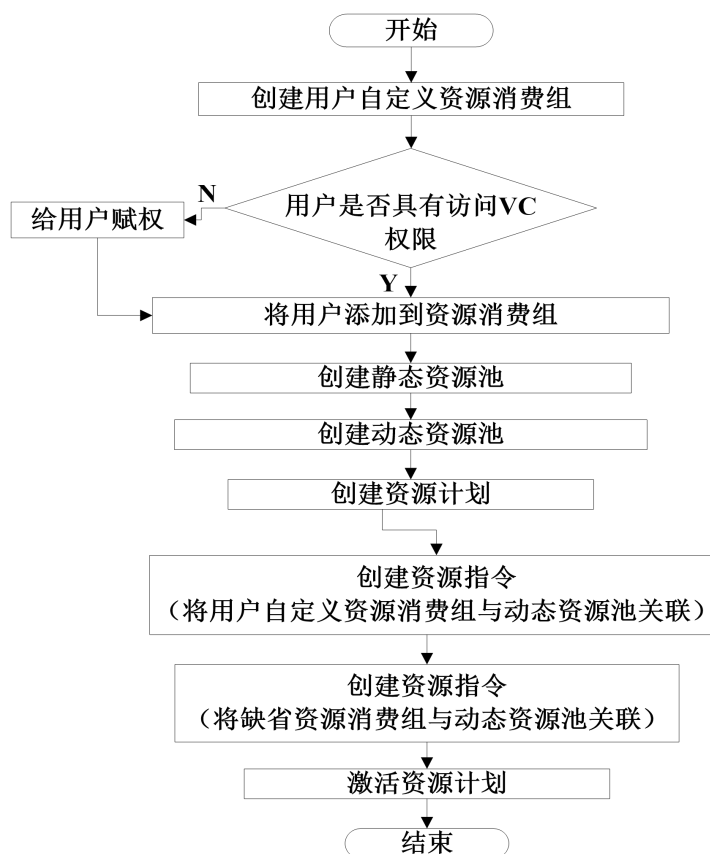 开始
创建用户自定义资源消费组
N
用户是否具有访问VC
权限
给用户赋权
Y
将用户添加到资源消费组
创建静态资源池
创建动态资源池
创建资源计划
创建资源指令
（将用户自定义资源消费组与动态资源池关联）
创建资源指令
（将缺省资源消费组与动态资源池关联）
激活资源计划
结束